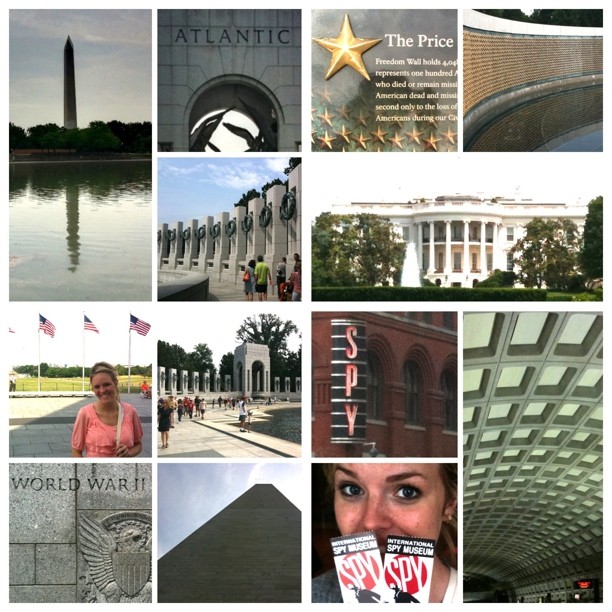 ATLANTIC
The Price
Freedom Wall holds 4,04
represents one hundred A
who died or remain missi
American dead and missi
second only to the loss of
Americans during our Civ
SPY
WORLD WAR II
INTERNATIONAL
SPY MUSEUM
SPY
INTERNATIONAL
SPY MUSEUM
SPY